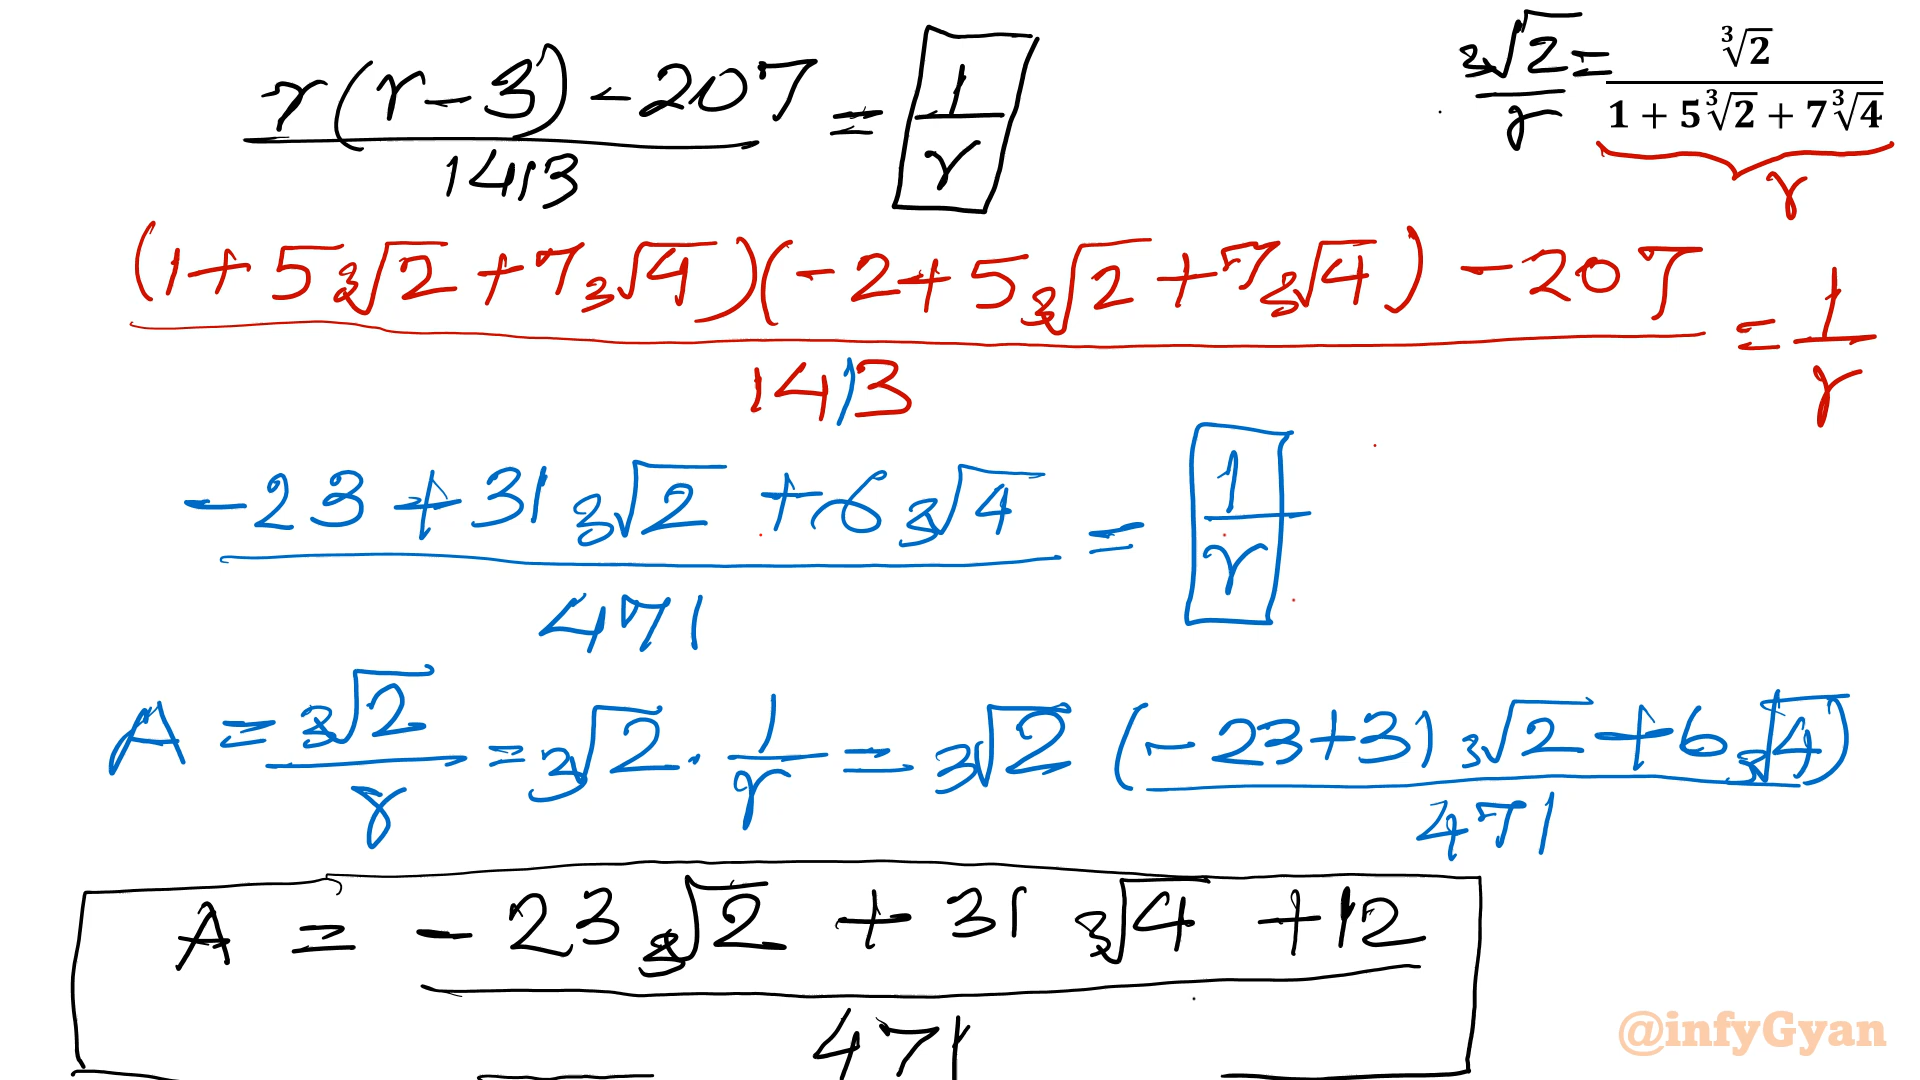 r(r-3)-207 / 1413 = 1/r
∛2/r = ∛2 / (1 + 5∛2 + 7∛4)
r
(1+5∛2+7∛4)(-2+5∛2+7∛4)-207 / 1413 = 1/r
-23+31∛2+6∛4 / 471 = 1/r
A = ∛2/r = ∛2 · 1/r = ∛2 (-23+31∛2+6∛4) / 471
A = -23∛2 + 31∛4 + 12 / 471
@infyGyan